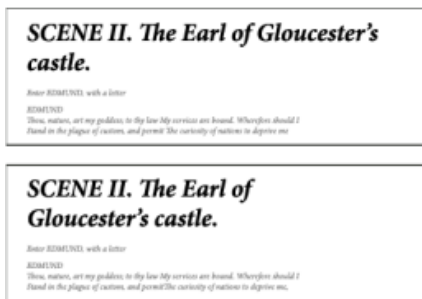 SCENE II. The Earl of Gloucester's
castle.
Enter EDMUND, with a letter
EDMUND
Thou, nature, art my goddess; to thy law My services are bound. Wherefore should I
Stand in the plague of custom, and permit The curiosity of nations to deprive me
SCENE II. The Earl of
Gloucester's castle.
Enter EDMUND, with a letter
EDMUND
Thou, nature, art my goddess; to thy law My services are bound. Wherefore should I
Stand in the plague of custom, and permit The curiosity of nations to deprive me,